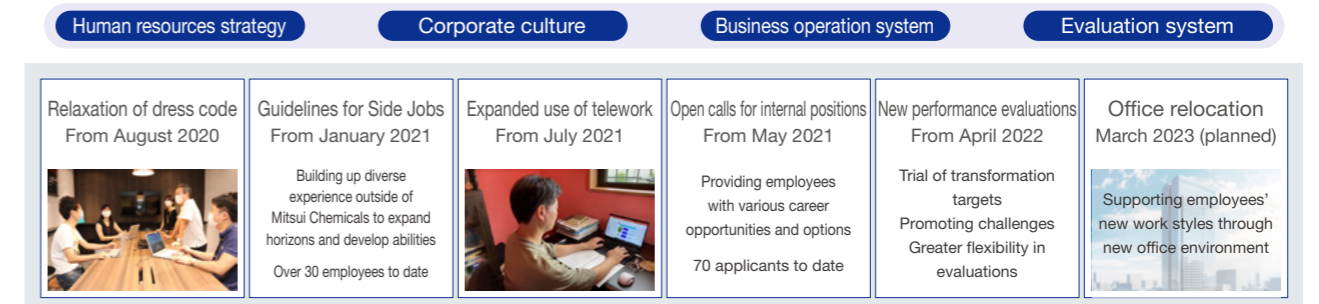 Human resources strategy
Corporate culture
Business operation system
Evaluation system
Relaxation of dress code
From August 2020
Guidelines for Side Jobs
From January 2021
Building up diverse
experience outside of
Mitsui Chemicals to expand
horizons and develop abilities
Over 30 employees to date
Expanded use of telework
From July 2021
Open calls for internal positions
From May 2021
Providing employees
with various career
opportunities and options
70 applicants to date
New performance evaluations
From April 2022
Trial of transformation
targets
Promoting challenges
Greater flexibility in
evaluations
Office relocation
March 2023 (planned)
Supporting employees’
new work styles through
new office environment